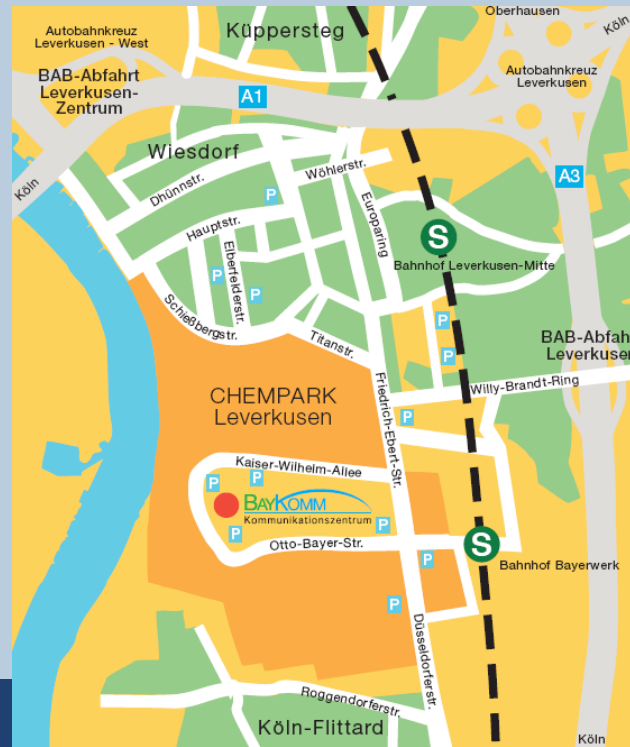 Oberhausen
Köln
Küppersteg
Autobahnkreuz
Leverkusen - West
BAB-Abfahrt
Leverkusen-
Zentrum
A1
Autobahnkreuz
Leverkusen
Köln
Wiesdorf
Dhünnstr.
Wöhlerstr.
A3
P
Hauptstr.
Europaring
S
Bahnhof Leverkusen-Mitte
Elberfelderstr.
P
P
Schießbergstr.
Titanstr.
P
P
BAB-Abfa
Leverkuser
Willy-Brandt-Ring
CHEMPARK
Leverkusen
Friedrich-Ebert-Str.
P
Kaiser-Wilhelm-Allee
P
P
BAYKOMM
Kommunikationszentrum
P
P
Otto-Bayer-Str.
S
P
Bahnhof Bayerwerk
P
Düsseldorferstr.
Roggendorferstr.
Köln-Flittard
Köln